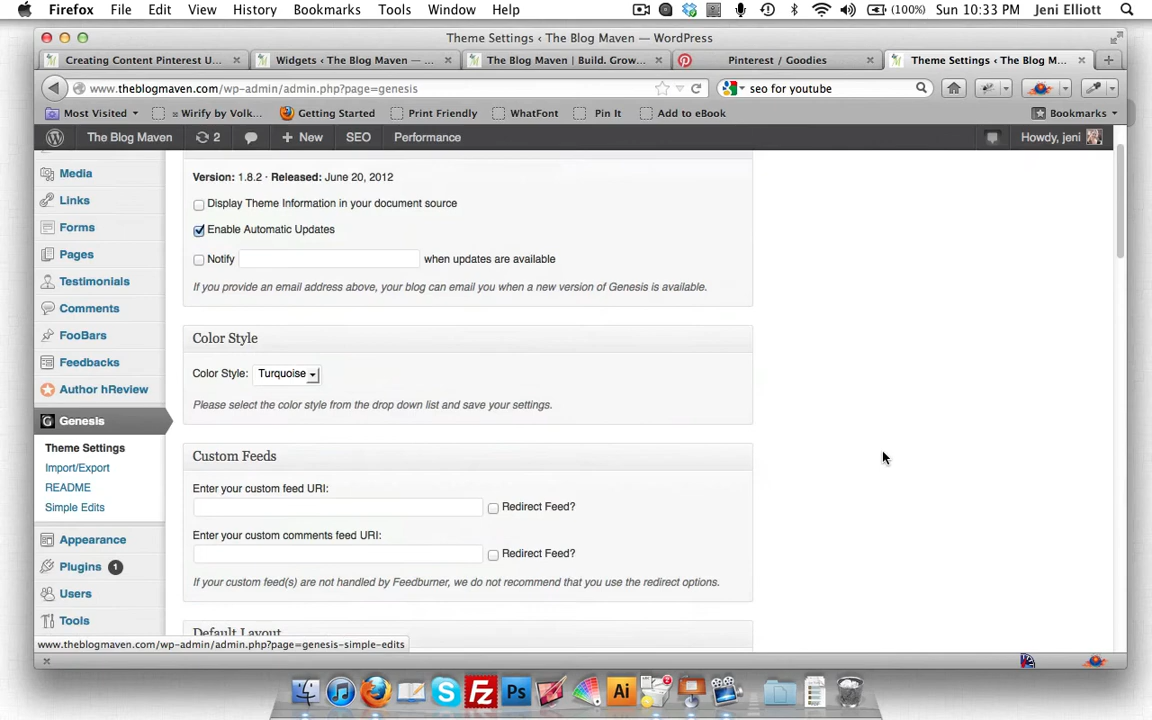 Firefox File Edit View History Bookmarks Tools Window Help (100%) Sun 10:33 PM Jeni Elliott
Theme Settings ‹ The Blog Maven — WordPress
Creating Content Pinterest U... Widgets ‹ The Blog Maven — ... The Blog Maven | Build. Grow... Pinterest / Goodies Theme Settings ‹ The Blog M...
www.theblogmaven.com/wp-admin/admin.php?page=genesis seo for youtube
Most Visited :: Wirify by Volk... Getting Started Print Friendly WhatFont Pin It Add to eBook Bookmarks
The Blog Maven 2 New SEO Performance Howdy, jeni
Media
Links
Forms
Pages
Testimonials
Comments
FooBars
Feedbacks
Author hReview
Genesis
Theme Settings
Import/Export
README
Simple Edits
Appearance
Plugins 1
Users
Tools
Version: 1.8.2 · Released: June 20, 2012
Display Theme Information in your document source
Enable Automatic Updates
Notify when updates are available
If you provide an email address above, your blog can email you when a new version of Genesis is available.
Color Style
Color Style: Turquoise
Please select the color style from the drop down list and save your settings.
Custom Feeds
Enter your custom feed URI:
Redirect Feed?
Enter your custom comments feed URI:
Redirect Feed?
If your custom feed(s) are not handled by Feedburner, we do not recommend that you use the redirect options.
Default Layout
www.theblogmaven.com/wp-admin/admin.php?page=genesis-simple-edits
Fz Ps Ai 2